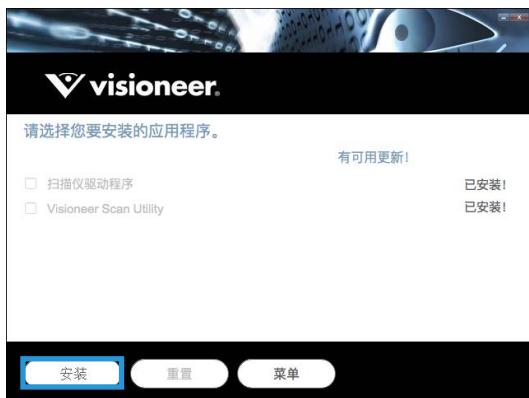 visioneer.
请选择您要安装的应用程序。
有可用更新!
扫描仪驱动程序 已安装!
Visioneer Scan Utility 已安装!
安装 重置 菜单